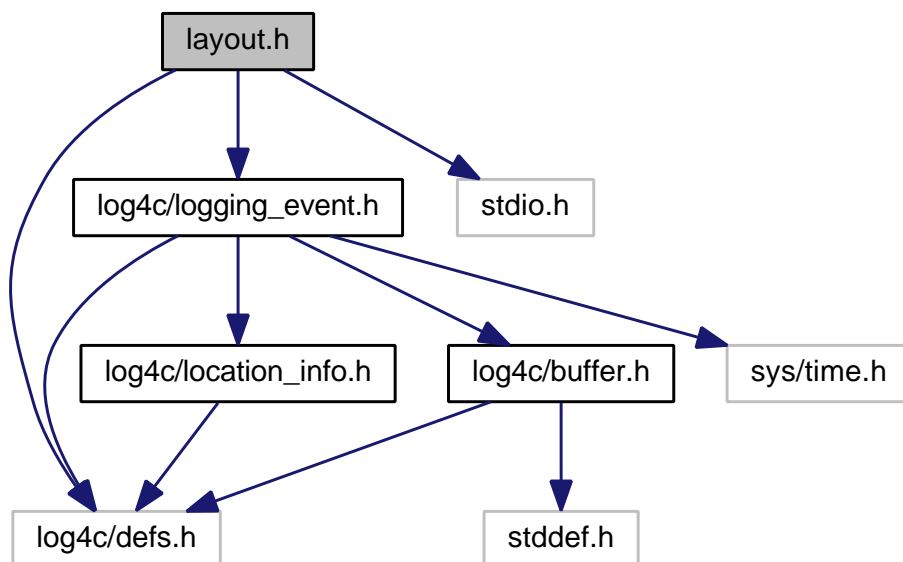 layout.h
log4c/logging_event.h
stdio.h
log4c/location_info.h
log4c/buffer.h
sys/time.h
log4c/defs.h
stddef.h